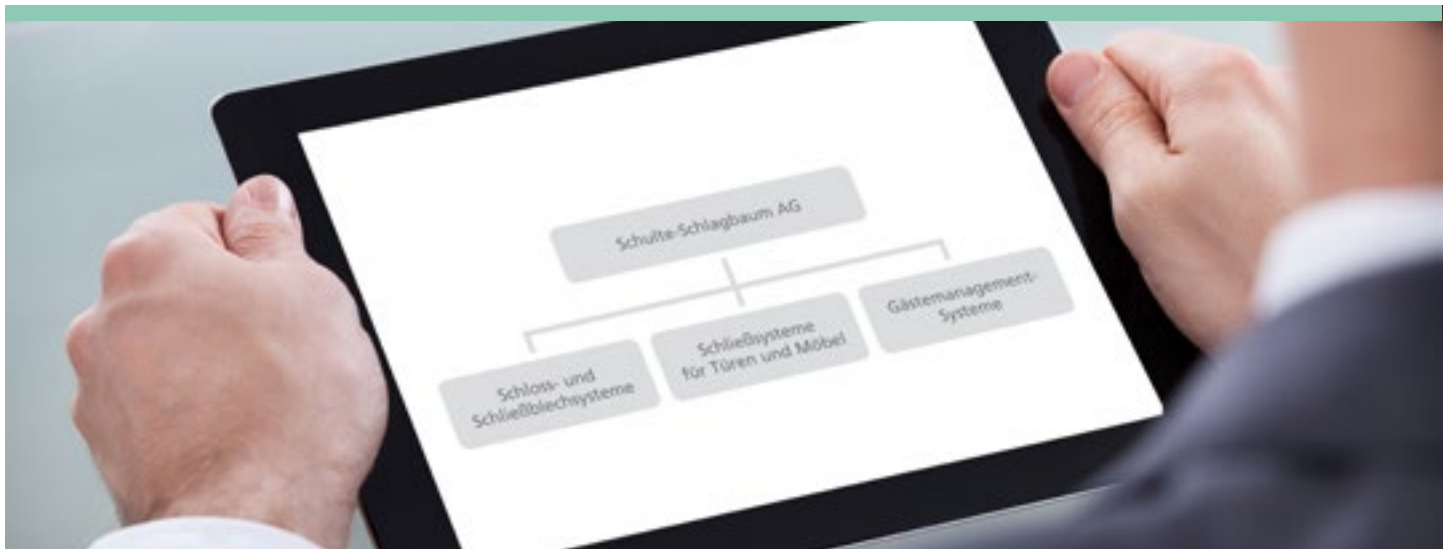 Schulte-Schlagbaum AG
Schloss- und
Schließblechsysteme
Schließsysteme
für Türen und Möbel
Gästemanagement-
Systeme